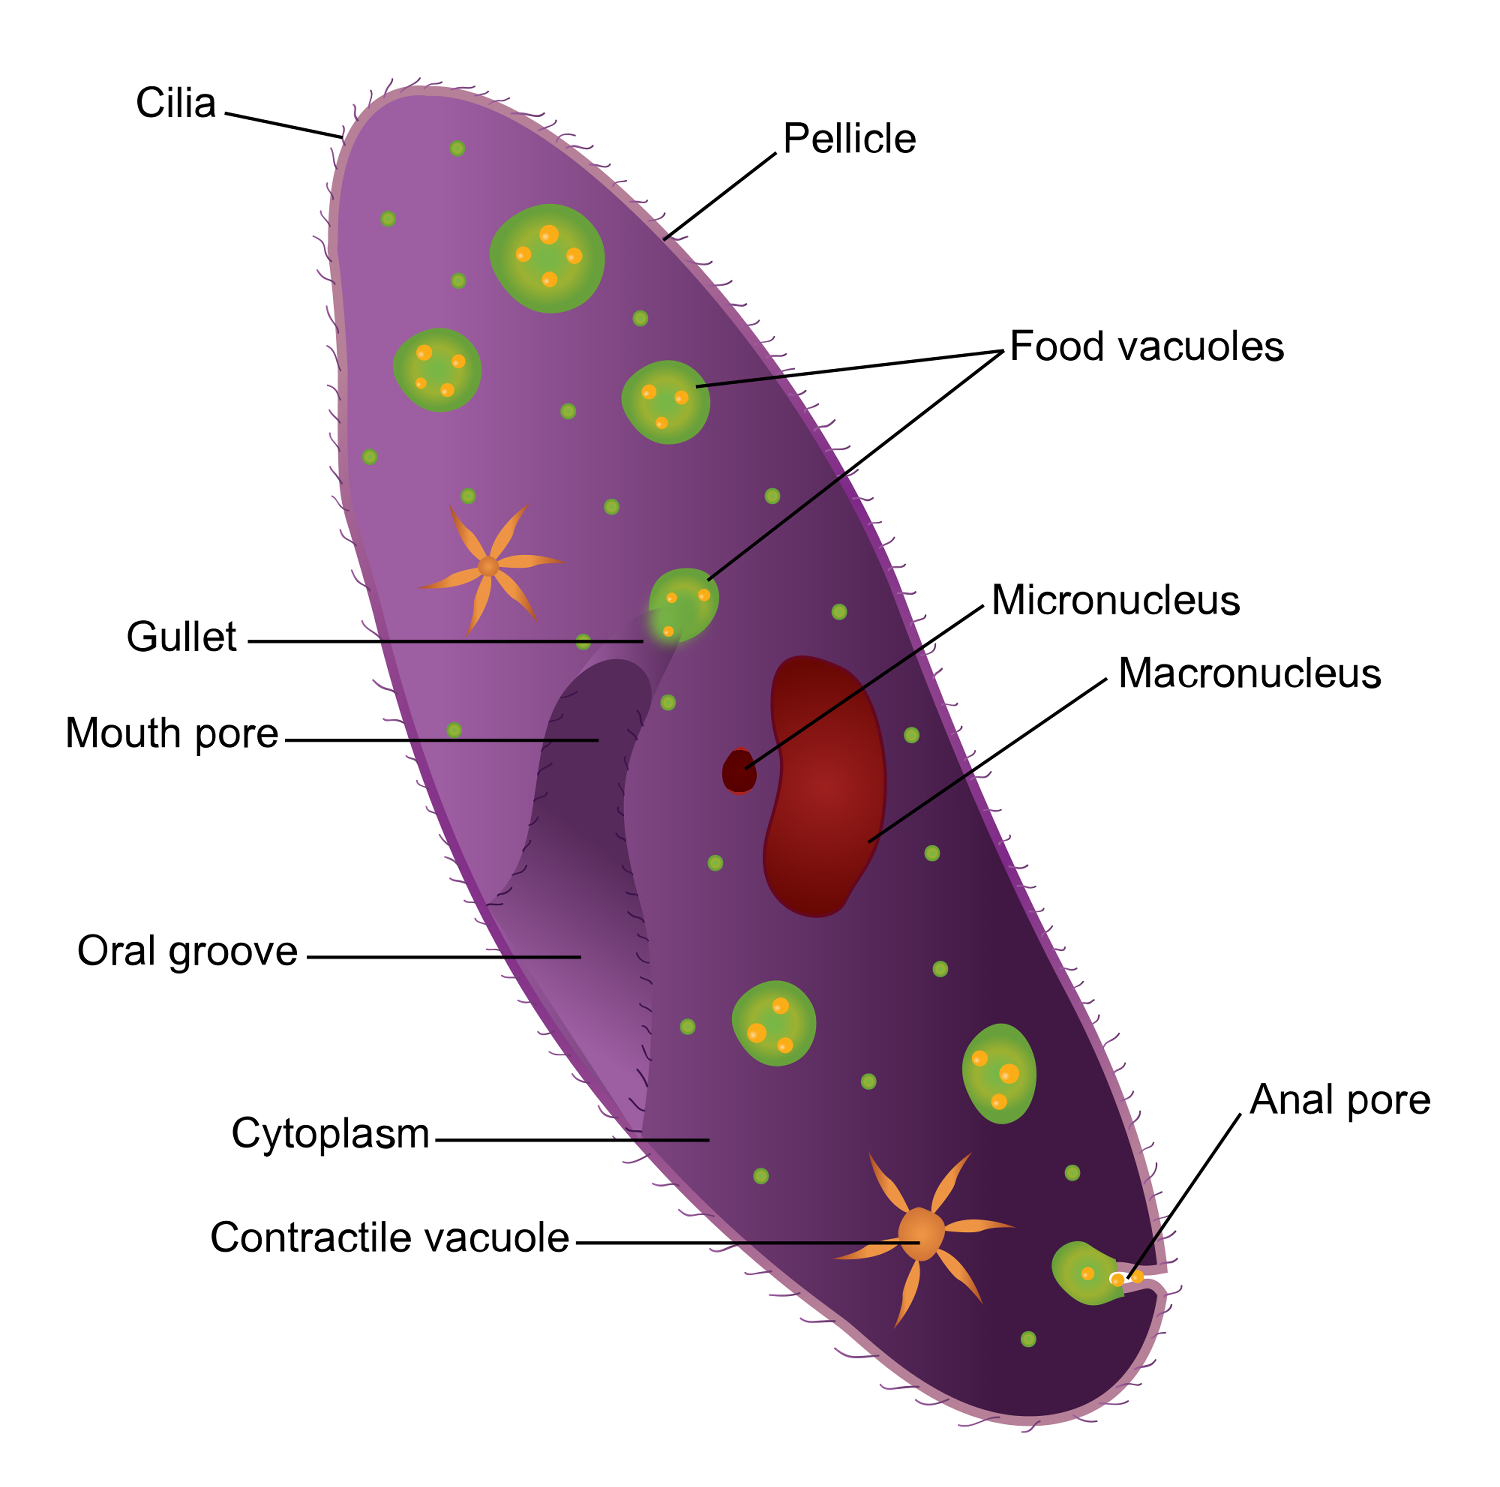 Cilia
Pellicle
Food vacuoles
Micronucleus
Gullet
Macronucleus
Mouth pore
Oral groove
Anal pore
Cytoplasm
Contractile vacuole